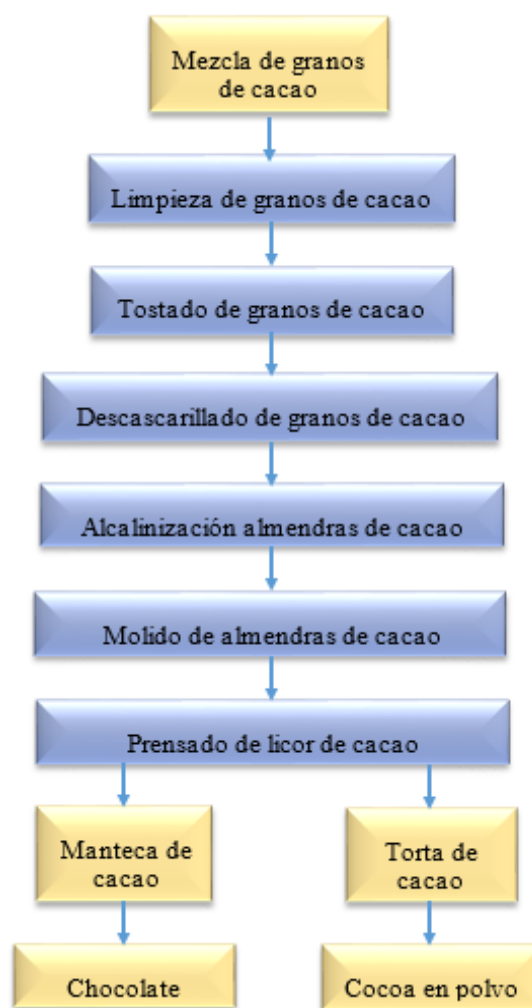 Mezcla de granos
de cacao
Limpieza de granos de cacao
Tostado de granos de cacao
Descascarillado de granos de cacao
Alcalinización almendras de cacao
Molido de almendras de cacao
Prensado de licor de cacao
Manteca de
cacao
Torta de
cacao
Chocolate
Cocoa en polvo